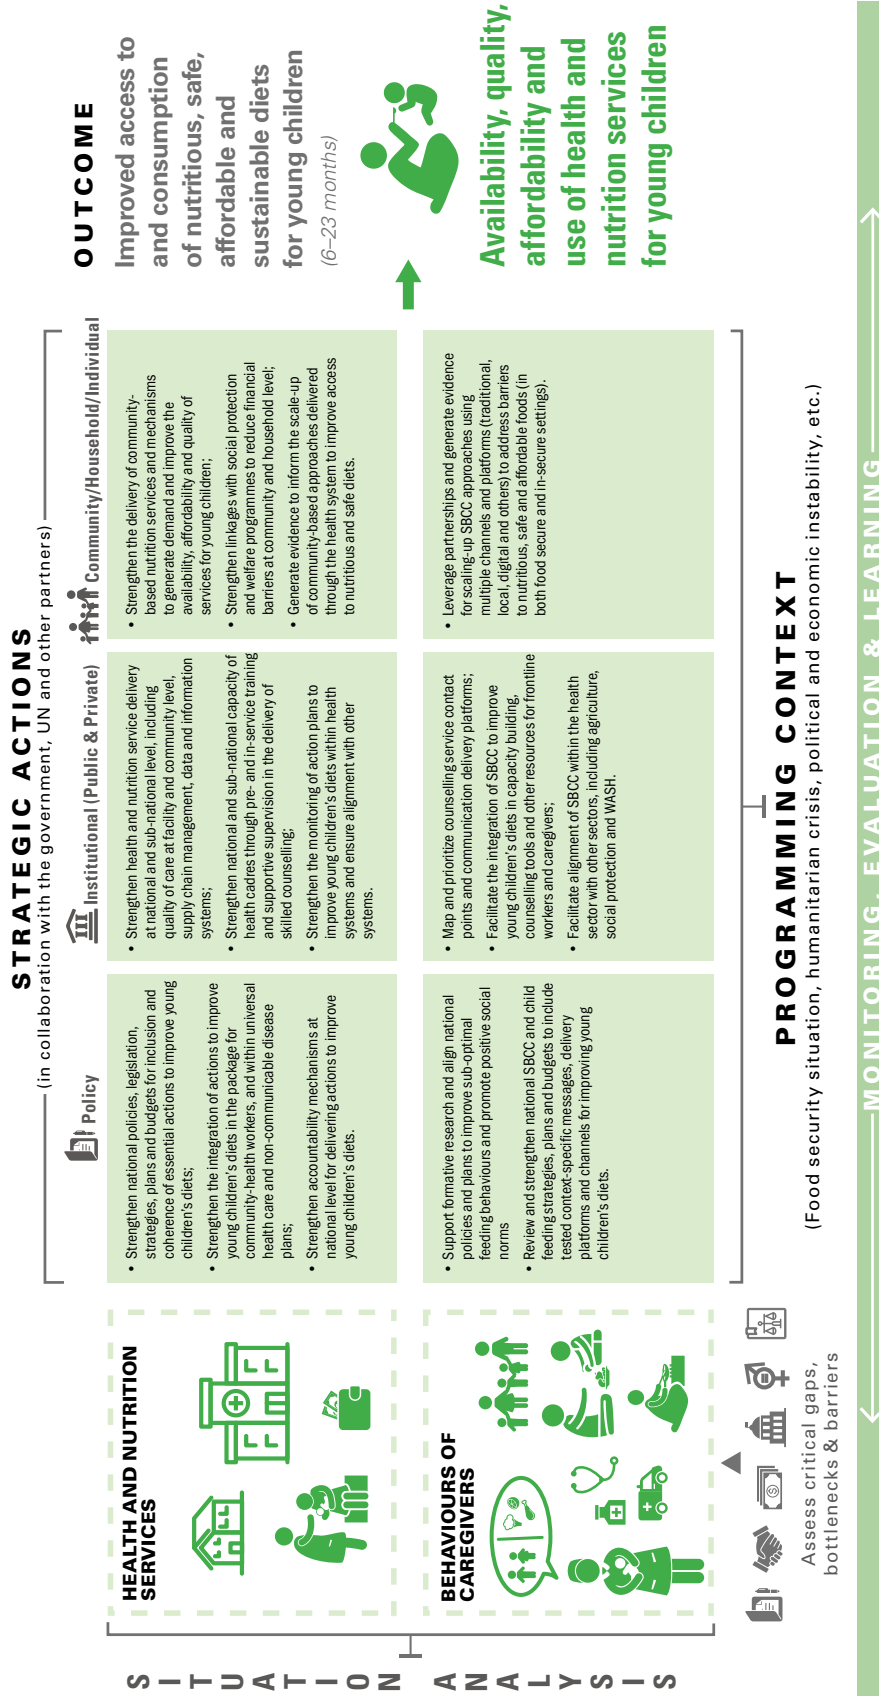 STRATEGIC ACTIONS
(in collaboration with the government, UN and other partners)
Policy
Institutional (Public & Private)
Community/Household/Individual
OUTCOME
SITUATION ANALYSIS
HEALTH AND NUTRITION
SERVICES
• Strengthen national policies, legislation,
strategies, plans and budgets for inclusion and
coherence of essential actions to improve young
children's diets;
• Strengthen the integration of actions to improve
young children's diets in the package for
community-health workers, and within universal
health care and non-communicable disease
plans;
• Strengthen accountability mechanisms at
national level for delivering actions to improve
young children's diets.
• Strengthen health and nutrition service delivery
at national and sub-national level, including
quality of care at facility and community level,
supply chain management, data and information
systems;
• Strengthen national and sub-national capacity of
health cadres through pre- and in-service training
and supportive supervision in the delivery of
skilled counselling;
• Strengthen the monitoring of action plans to
improve young children's diets within health
systems and ensure alignment with other
systems.
• Strengthen the delivery of community-
based nutrition services and mechanisms
to generate demand and improve the
availability, affordability and quality of
services for young children;
• Strengthen linkages with social protection
and welfare programmes to reduce financial
barriers at community and household level;
• Generate evidence to inform the scale-up
of community-based approaches delivered
through the health system to improve access
to nutritious and safe diets.
Improved access to
and consumption
of nutritious, safe,
affordable and
sustainable diets
for young children
(6–23 months)
BEHAVIOURS OF
CAREGIVERS
• Support formative research and align national
policies and plans to improve sub-optimal
feeding behaviours and promote positive social
norms
• Review and strengthen national SBCC and child
feeding strategies, plans and budgets to include
tested context-specific messages, delivery
platforms and channels for improving young
children's diets.
• Map and prioritize counselling service contact
points and communication delivery platforms;
• Facilitate the integration of SBCC to improve
young children's diets in capacity building,
counselling tools and other resources for frontline
workers and caregivers;
• Facilitate alignment of SBCC within the health
sector with other sectors, including agriculture,
social protection and WASH.
• Leverage partnerships and generate evidence
for scaling-up SBCC approaches using
multiple channels and platforms (traditional,
local, digital and others) to address barriers
to nutritious, safe and affordable foods (in
both food secure and in-secure settings).
Availability, quality,
affordability and
use of health and
nutrition services
for young children
Assess critical gaps,
bottlenecks & barriers
PROGRAMMING CONTEXT
(Food security situation, humanitarian crisis, political and economic instability, etc.)
MONITORING, EVALUATION & LEARNING